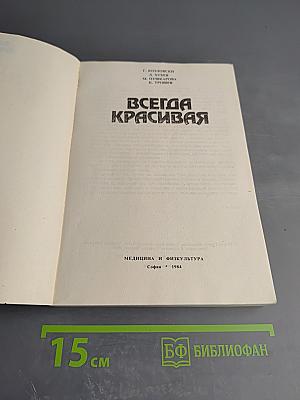 ВСЕГДА
КРАСИВАЯ
МЕДИЦИНА И ФИЗКУЛЬТУРА
София * 1984
15 см
БФ БИБЛИОФАН